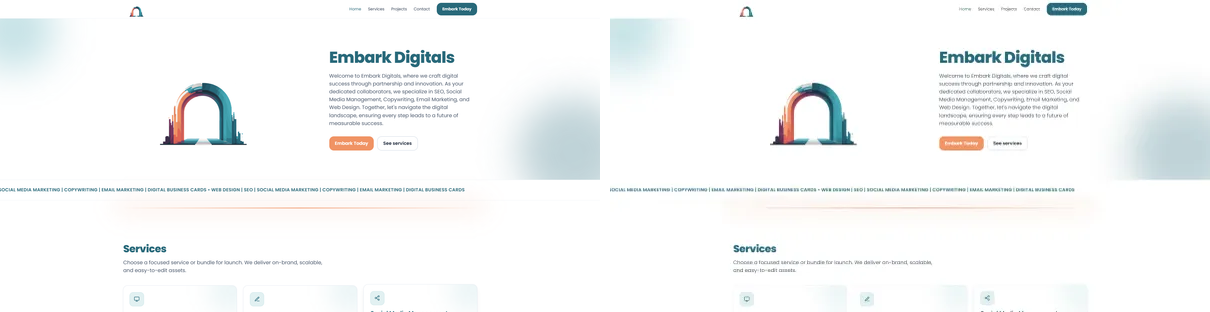 Home Services Projects Contact Embark Today
Embark Digitals
Welcome to Embark Digitals, where we craft digital
success through partnership and innovation. As your
dedicated collaborators, we specialize in SEO, Social
Media Management, Copywriting, Email Marketing, and
Web Design. Together, let's navigate the digital
landscape, ensuring every step leads to a future of
measurable success.
Embark Today See services
SOCIAL MEDIA MARKETING | COPYWRITING | EMAIL MARKETING | DIGITAL BUSINESS CARDS • WEB DESIGN | SEO | SOCIAL MEDIA MARKETING | COPYWRITING | EMAIL MARKETING | DIGITAL BUSINESS CARDS
Services
Choose a focused service or bundle for launch. We deliver on-brand, scalable,
and easy-to-edit assets.
Home Services Projects Contact Embark Today
Embark Digitals
Welcome to Embark Digitals, where we craft digital
success through partnership and innovation. As your
dedicated collaborators, we specialize in SEO, Social
Media Management, Copywriting, Email Marketing, and
Web Design. Together, let's navigate the digital
landscape, ensuring every step leads to a future of
measurable success.
Embark Today See services
SOCIAL MEDIA MARKETING | COPYWRITING | EMAIL MARKETING | DIGITAL BUSINESS CARDS • WEB DESIGN | SEO | SOCIAL MEDIA MARKETING | COPYWRITING | EMAIL MARKETING | DIGITAL BUSINESS CARDS
Services
Choose a focused service or bundle for launch. We deliver on-brand, scalable,
and easy-to-edit assets.